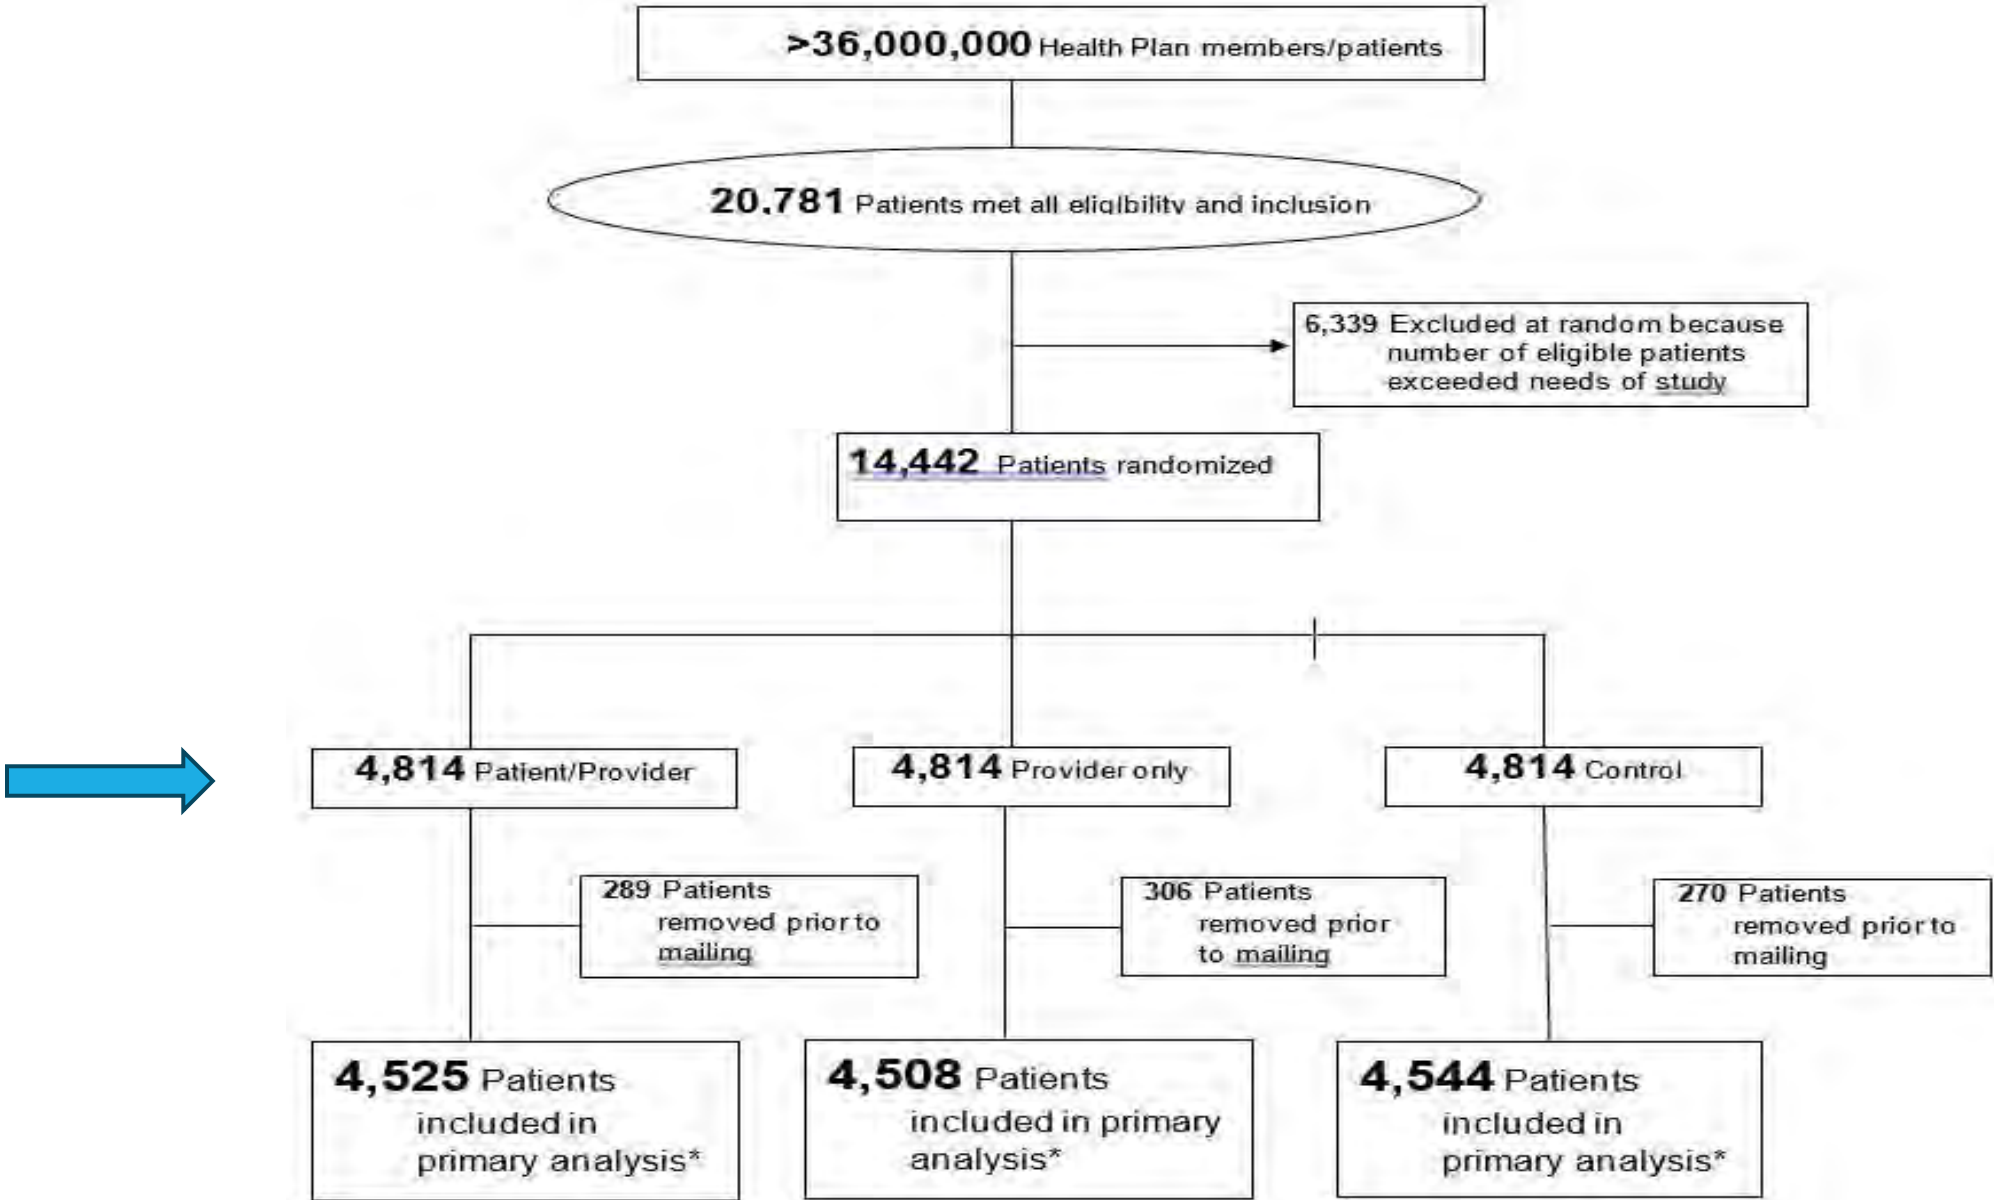 >36,000,000 Health Plan members/patients
20,781 Patients met all eligibility and inclusion
6,339 Excluded at random because
number of eligible patients
exceeded needs of study
14,442 Patients randomized
4,814 Patient/Provider
4,814 Provider only
4,814 Control
289 Patients
removed prior to
mailing
306 Patients
removed prior
to mailing
270 Patients
removed prior to
mailing
4,525 Patients
included in
primary analysis*
4,508 Patients
included in primary
analysis*
4,544 Patients
included in
primary analysis*